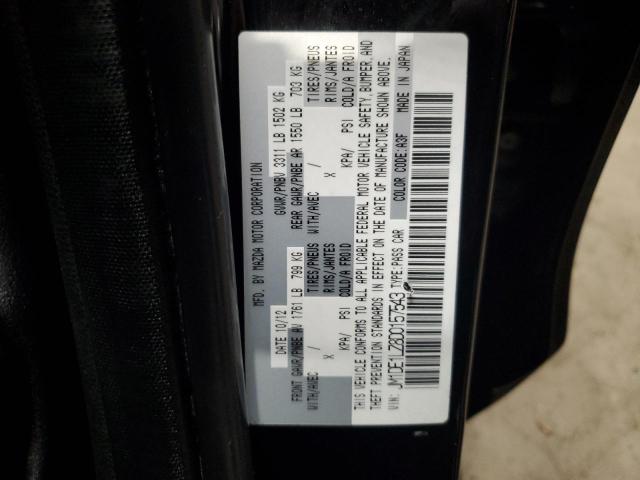 MFD. BY MAZDA MOTOR CORPORATION
DATE 10/12 GVWR/PNBV 3311 LB 1502 KG
FRONT GAWR/PNBE AV 1761 LB 799 KG REAR GAWR/PNBE AR 1550 LB 703 KG
WITH/AVEC / TIRES/PNEUS WITH/AVEC / TIRES/PNEUS
X RIMS/JANTES X RIMS/JANTES
KPA/ PSI COLD/A FROID KPA/ PSI COLD/A FROID
THIS VEHICLE CONFORMS TO ALL APPLICABLE FEDERAL MOTOR VEHICLE SAFETY, BUMPER, AND
THEFT PREVENTION STANDARDS IN EFFECT ON THE DATE OF MANUFACTURE SHOWN ABOVE.
VIN: JM1DE1LZ8D0157543 TYPE:PASS CAR COLOR CODE:A3F MADE IN JAPAN